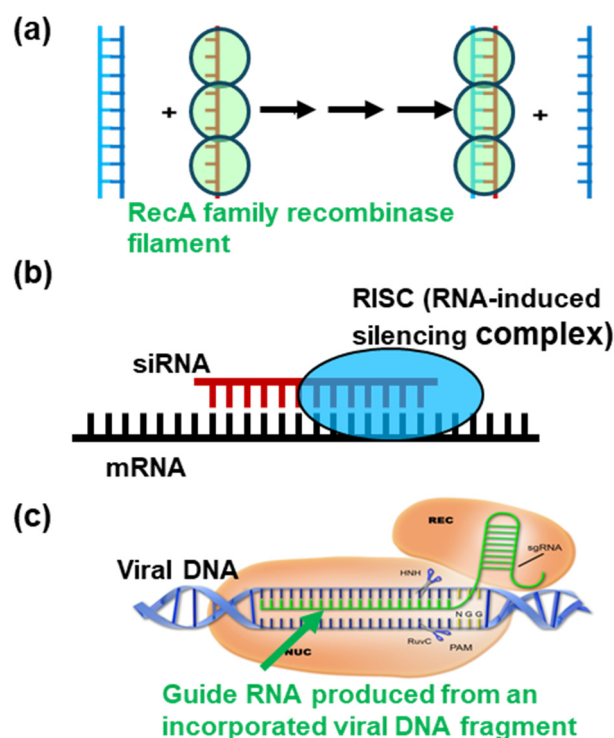 (a)
+
+
RecA family recombinase
filament
(b)
RISC (RNA-induced
silencing complex)
siRNA
mRNA
(c)
REC
sgRNA
Viral DNA
HNH
NGG
RuvC
PAM
NUC
Guide RNA produced from an
incorporated viral DNA fragment